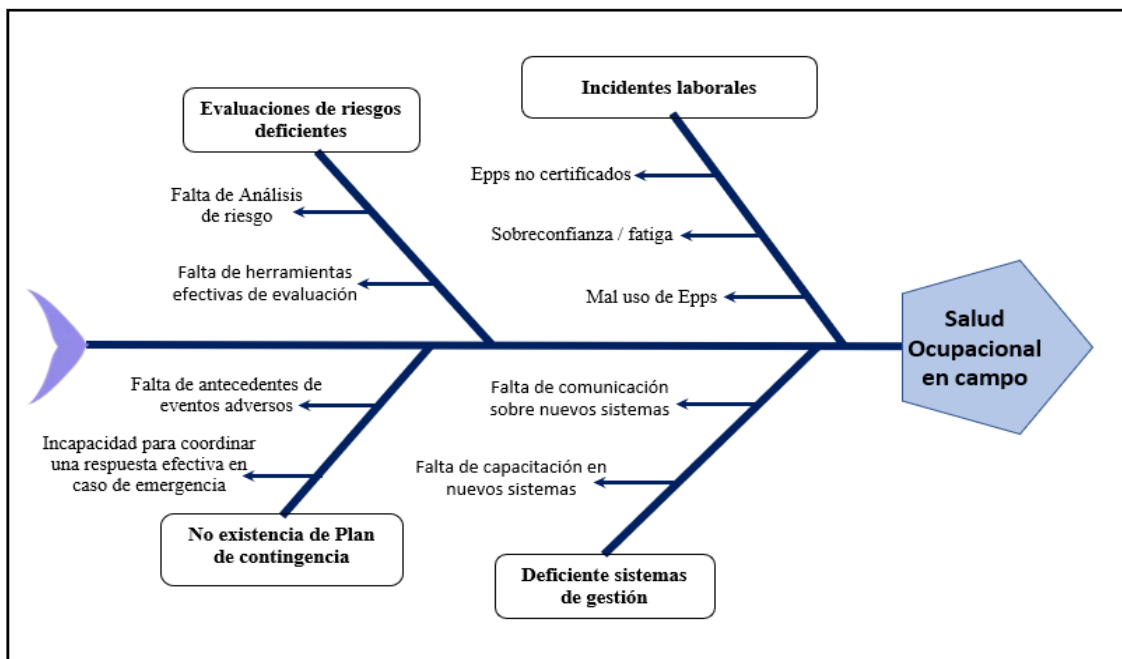 Evaluaciones de riesgos
deficientes
Falta de Análisis
de riesgo
Falta de herramientas
efectivas de evaluación
Incidentes laborales
Epps no certificados
Sobreconfianza / fatiga
Mal uso de Epps
Salud
Ocupacional
en campo
Falta de antecedentes de
eventos adversos
Incapacidad para coordinar
una respuesta efectiva en
caso de emergencia
No existencia de Plan
de contingencia
Falta de comunicación
sobre nuevos sistemas
Falta de capacitación en
nuevos sistemas
Deficiente sistemas
de gestión